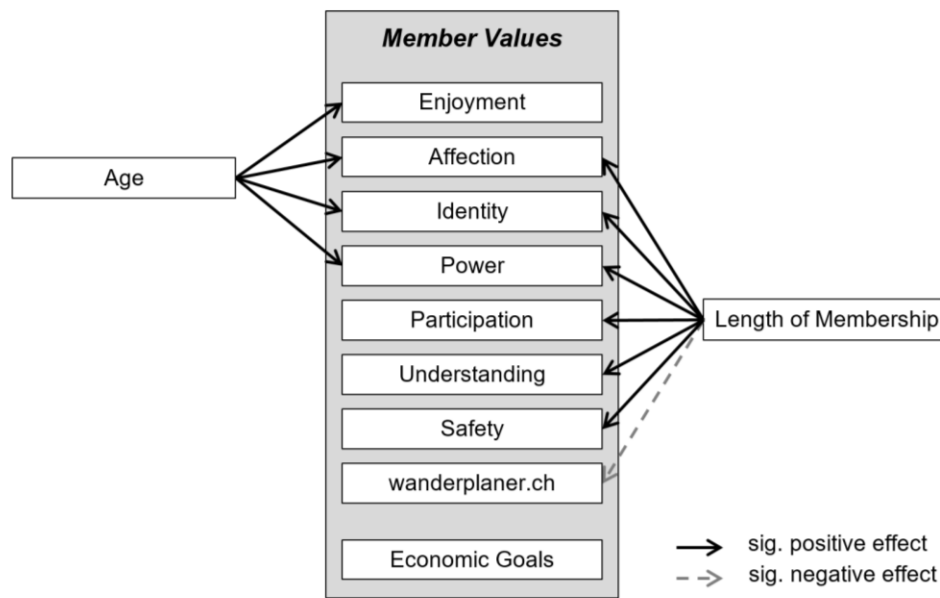 Member Values
Enjoyment
Affection
Age
Identity
Power
Participation
Length of Membership
Understanding
Safety
wanderplaner.ch
Economic Goals
sig. positive effect
sig. negative effect